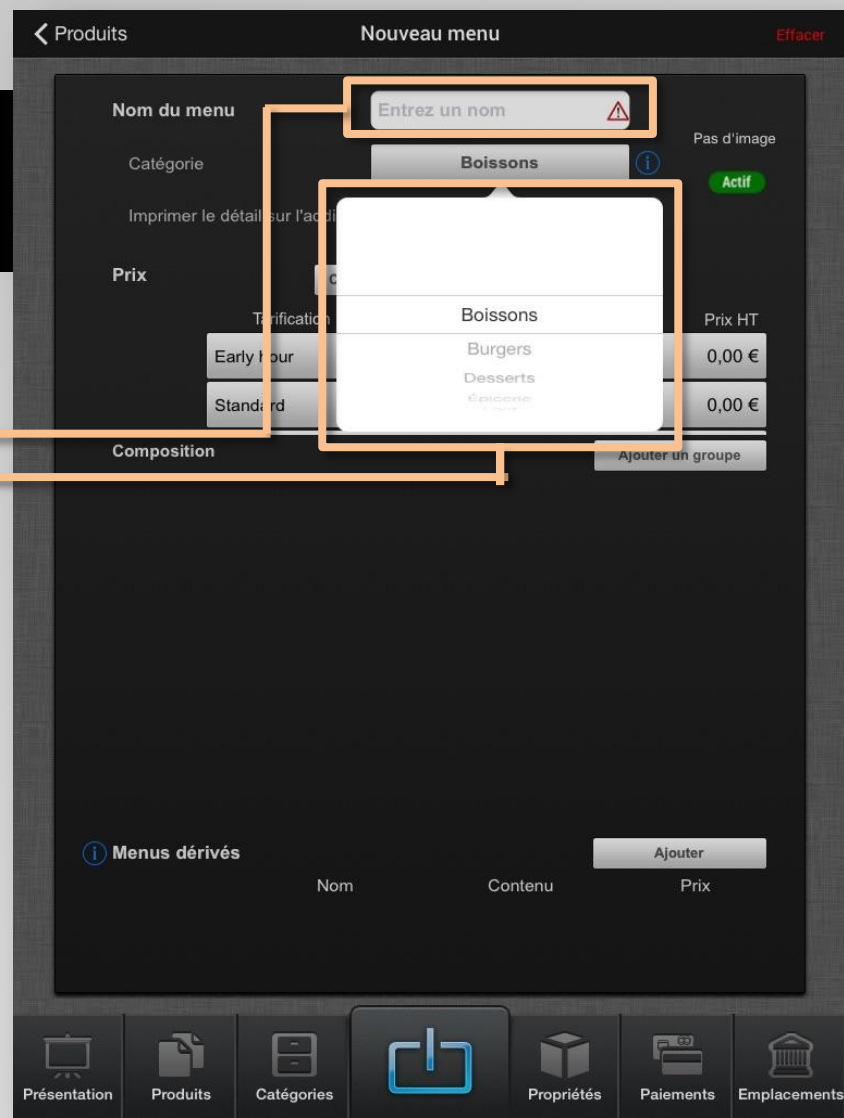 Produits
Nouveau menu
Effacer
Nom du menu
Entrez un nom
Pas d'image
Catégorie
Boissons
Actif
Imprimer le détail sur l'addi
Prix
Tarification
Prix HT
Boissons
Burgers
Desserts
Épicerie
Early hour
0,00 €
Standard
0,00 €
Composition
Ajouter un groupe
Menus dérivés
Ajouter
Nom
Contenu
Prix
Présentation
Produits
Catégories
Propriétés
Paiements
Emplacements